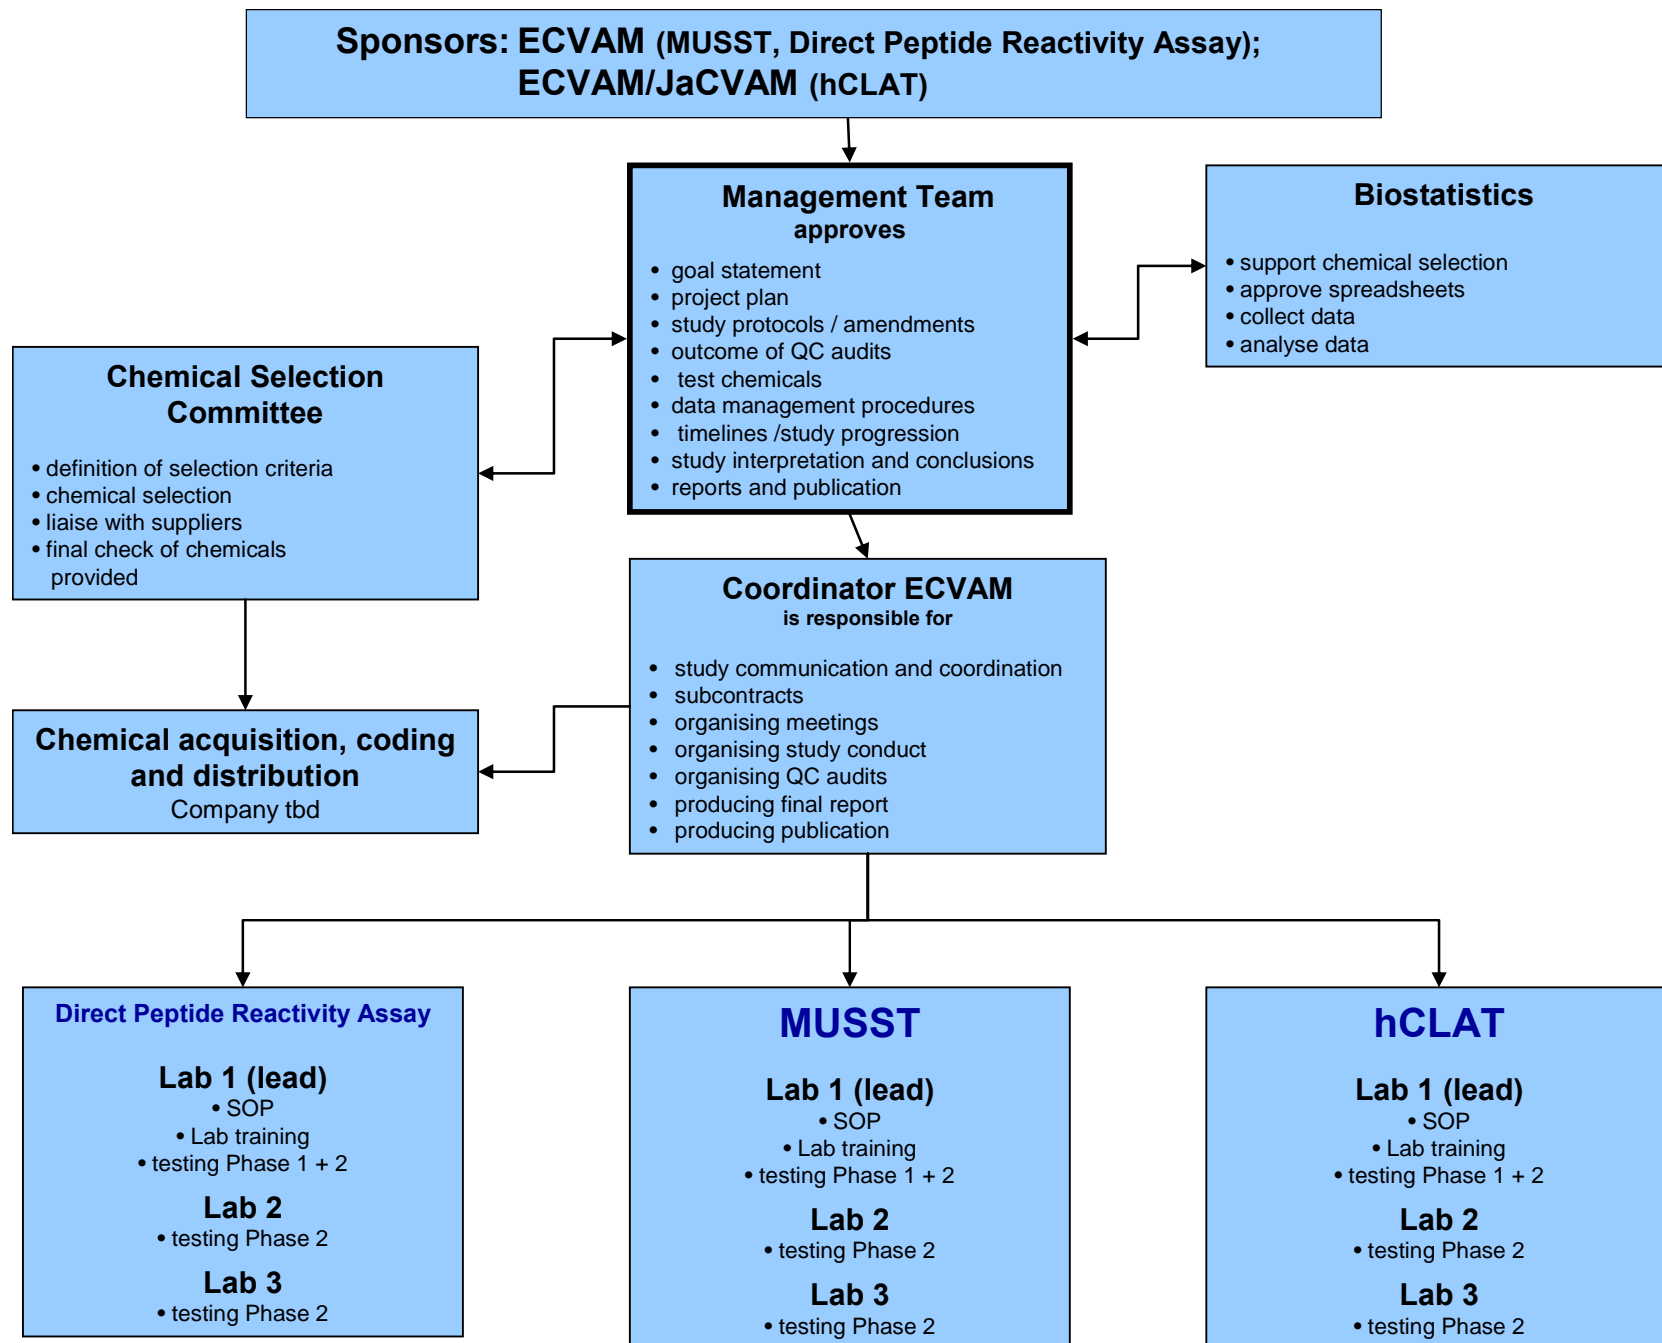 Sponsors: ECVAM (MUSST, Direct Peptide Reactivity Assay);
ECVAM/JaCVAM (hCLAT)
Management Team
approves
• goal statement
• project plan
• study protocols / amendments
• outcome of QC audits
• test chemicals
• data management procedures
• timelines /study progression
• study interpretation and conclusions
• reports and publication
Biostatistics
• support chemical selection
• approve spreadsheets
• collect data
• analyse data
Chemical Selection
Committee
• definition of selection criteria
• chemical selection
• liaise with suppliers
• final check of chemicals
provided
Coordinator ECVAM
is responsible for
• study communication and coordination
• subcontracts
• organising meetings
• organising study conduct
• organising QC audits
• producing final report
• producing publication
Chemical acquisition, coding
and distribution
Company tbd
Direct Peptide Reactivity Assay
Lab 1 (lead)
• SOP
• Lab training
• testing Phase 1 + 2
Lab 2
• testing Phase 2
Lab 3
• testing Phase 2
MUSST
Lab 1 (lead)
• SOP
• Lab training
• testing Phase 1 + 2
Lab 2
• testing Phase 2
Lab 3
• testing Phase 2
hCLAT
Lab 1 (lead)
• SOP
• Lab training
• testing Phase 1 + 2
Lab 2
• testing Phase 2
Lab 3
• testing Phase 2